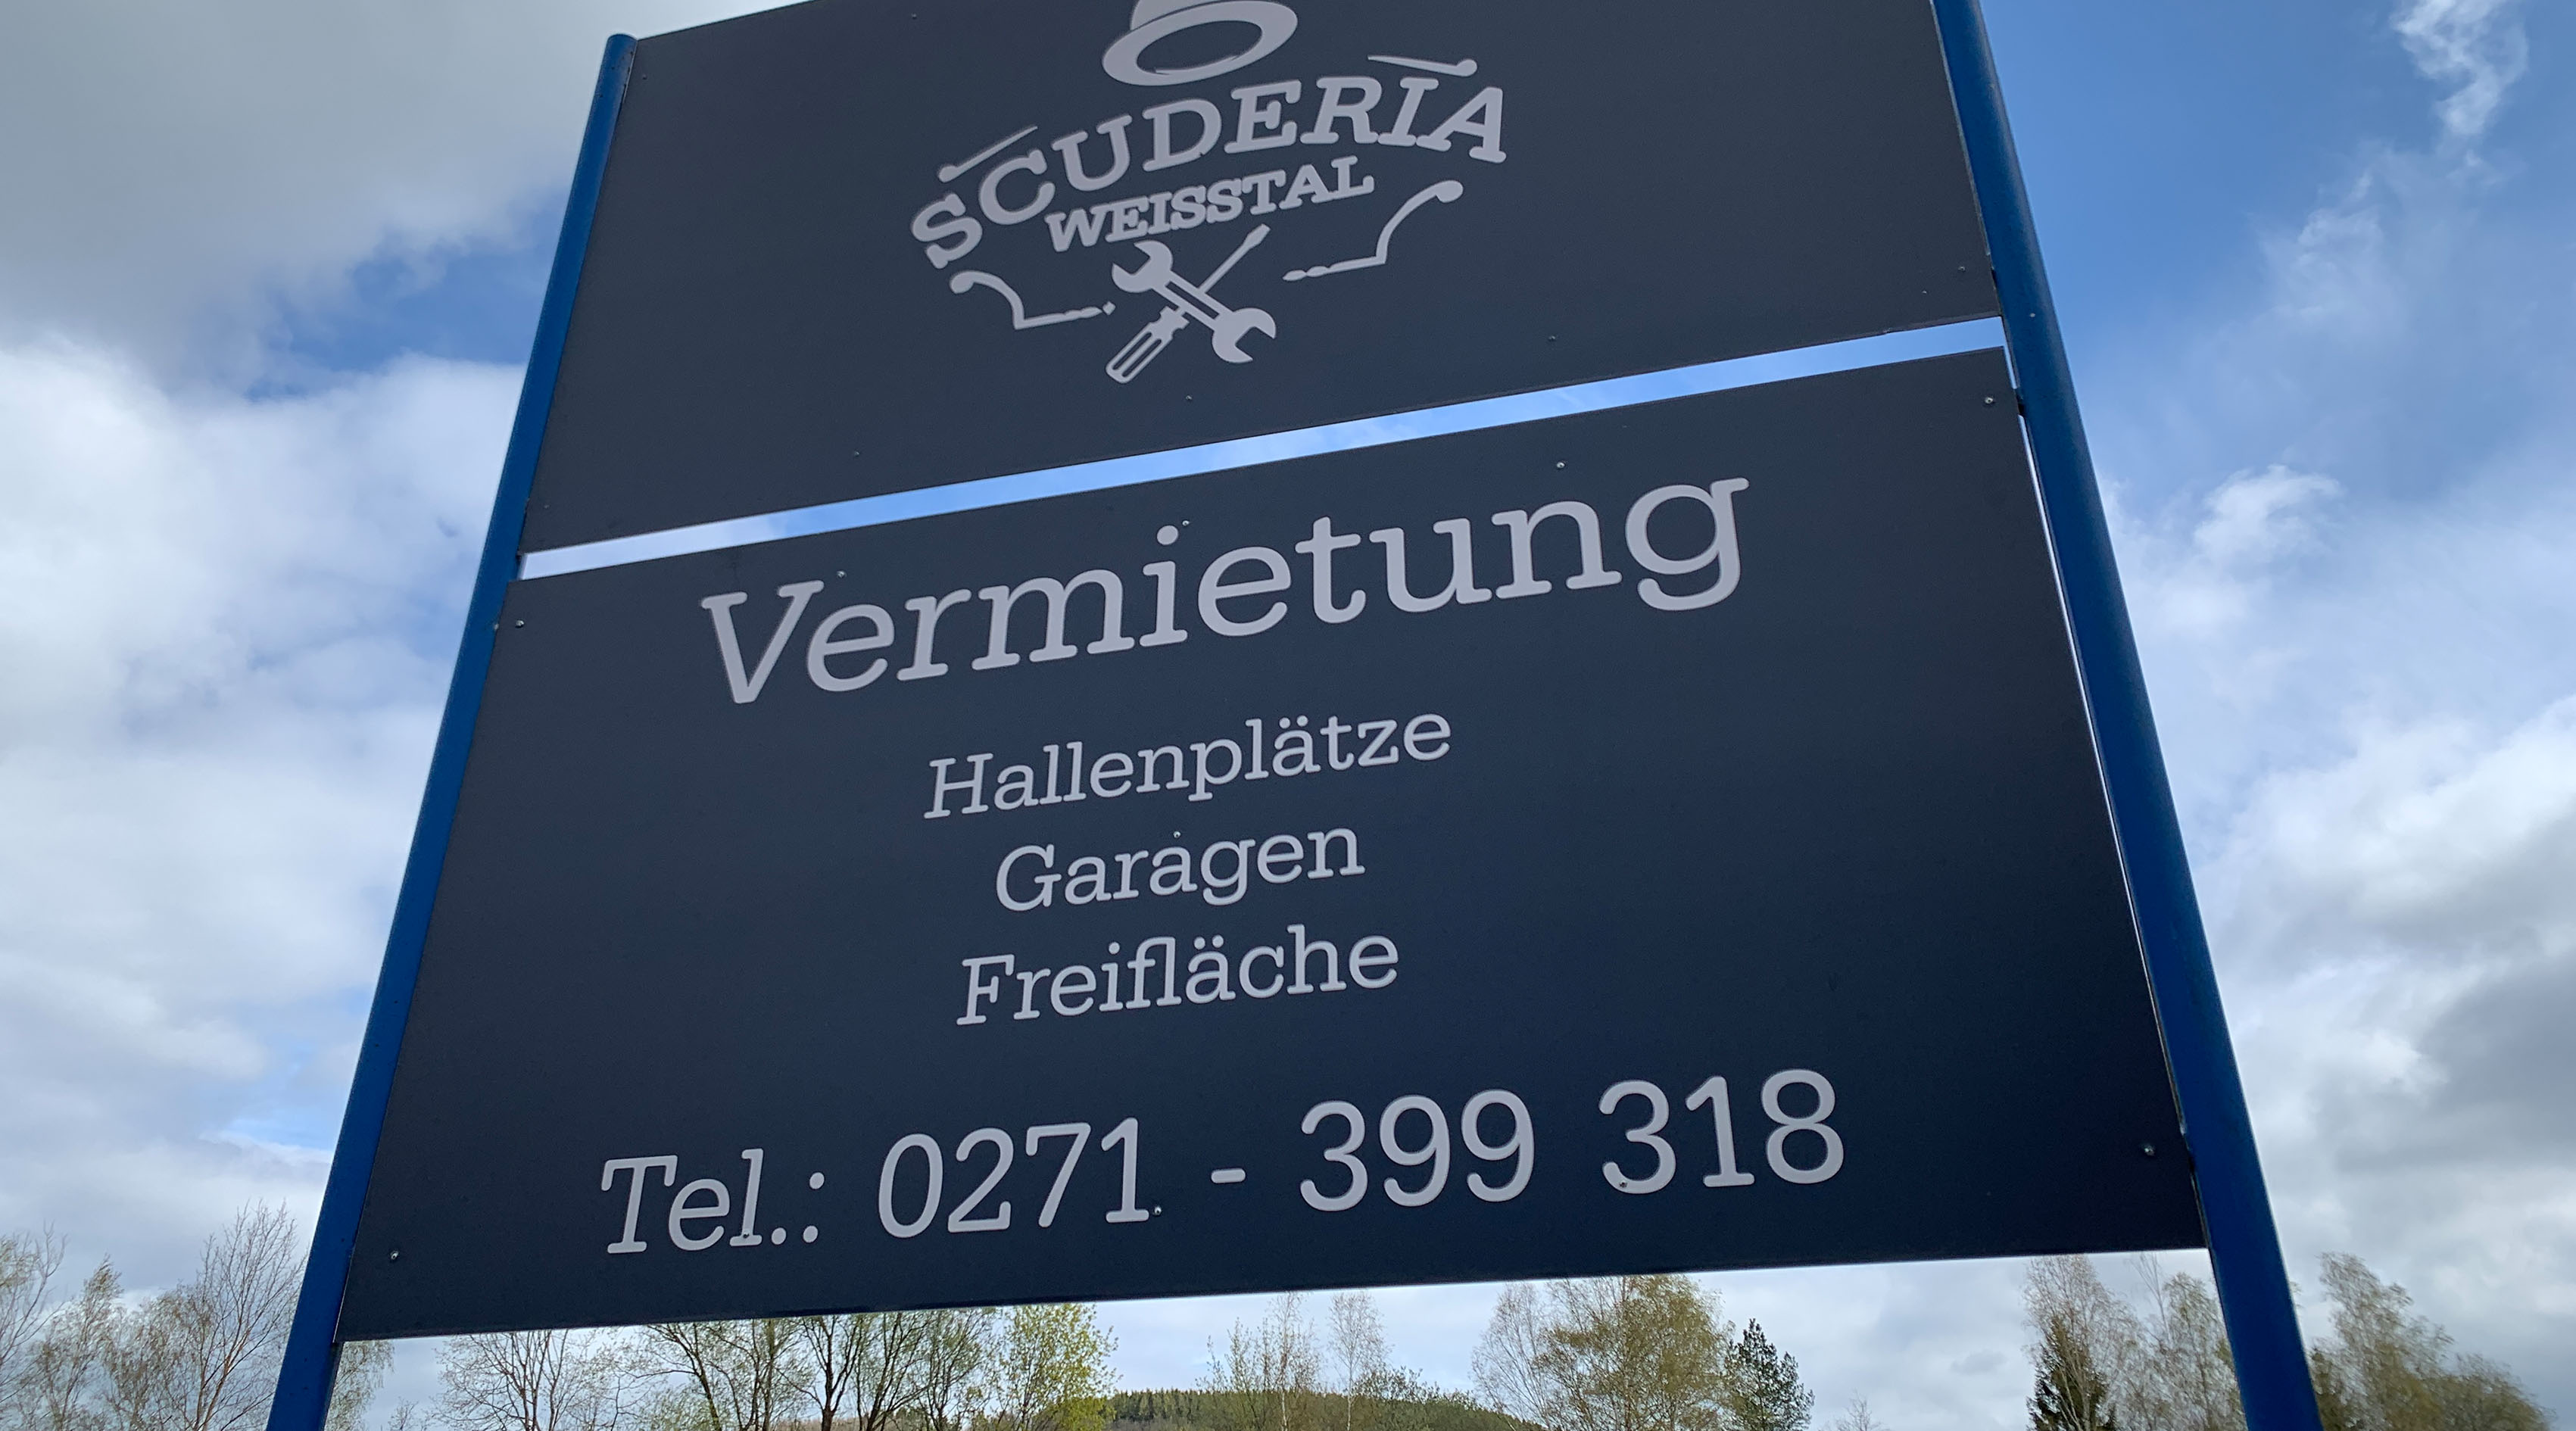 SCUDERIA
WEISSTAL
Vermietung
Hallenplätze
Garagen
Freifläche
Tel.: 0271 - 399 318